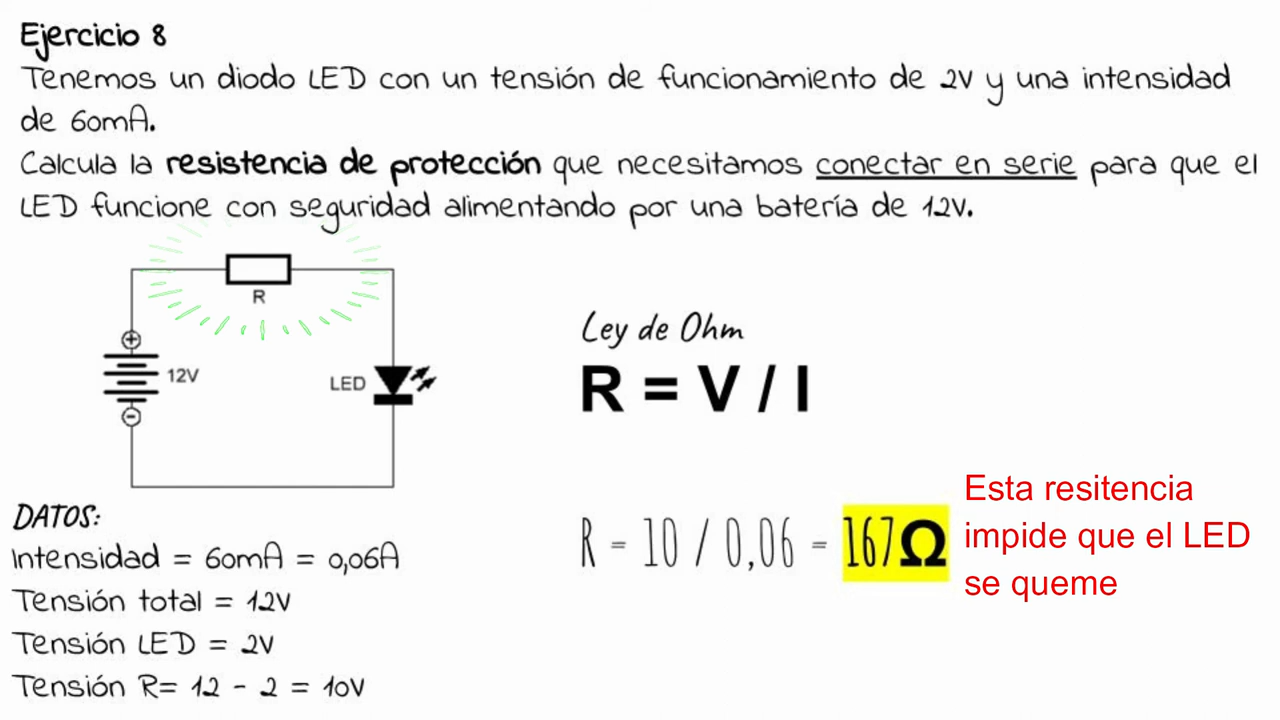 Ejercicio 8
Tenemos un diodo LED con un tensión de funcionamiento de 2V y una intensidad
de 60mA.
Calcula la resistencia de protección que necesitamos conectar en serie para que el
LED funcione con seguridad alimentando por una batería de 12V.
R
+
12V
LED
-
Ley de Ohm
R = V / I
DATOS:
Intensidad = 60mA = 0,06A
Tensión total = 12V
Tensión LED = 2V
Tensión R= 12 - 2 = 10V
R = 10 / 0,06 = 167Ω
Esta resitencia
impide que el LED
se queme